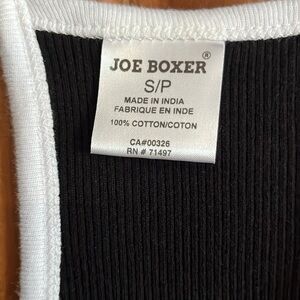 JOE BOXER®
S/P
MADE IN INDIA
FABRIQUE EN INDE
100% COTTON/COTON
CA#00326
RN # 71497